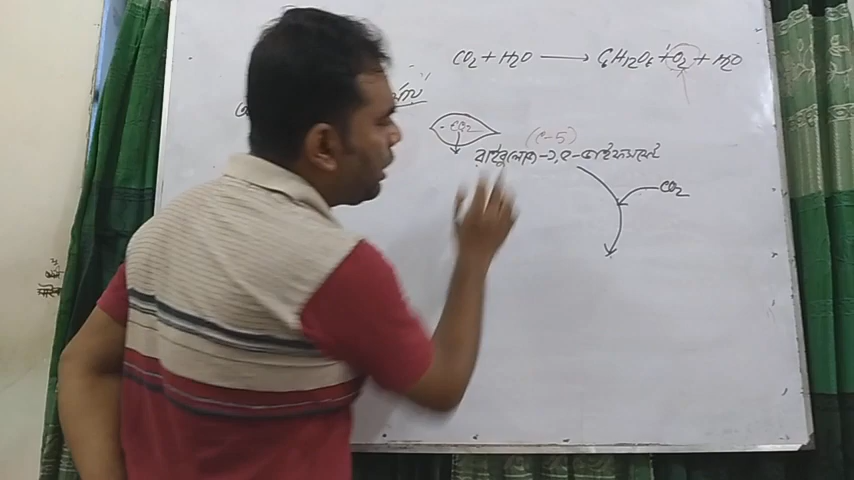 CO₂ + H₂O ⟶ C₆H₁₂O₆ + O₂ + H₂O
CO₂
(C-5)
রাইবুলোজ-১,৫-ডাইফসফেট
CO₂